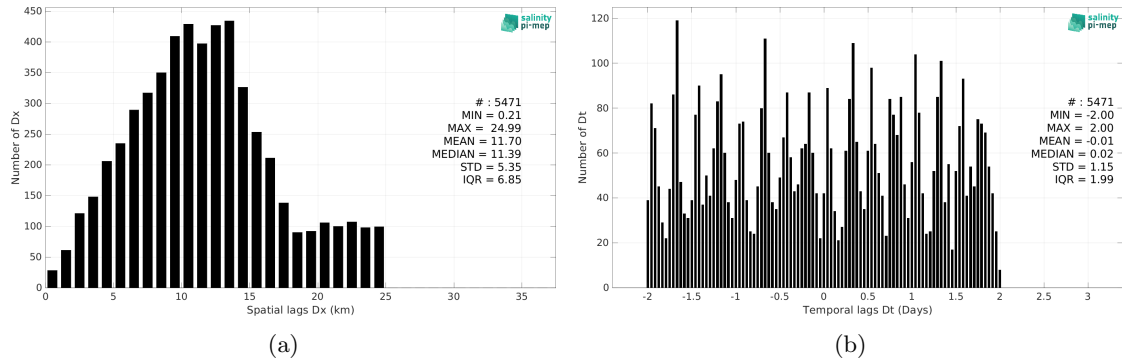 450
400
350
300
250
200
150
100
50
0
Number of Dx
0 5 10 15 20 25 30 35
Spatial lags Dx (km)
salinity
pi-mep
# : 5471
MIN = 0.21
MAX = 24.99
MEAN = 11.70
MEDIAN = 11.39
STD = 5.35
IQR = 6.85
(a)
120
100
80
60
40
20
0
Number of Dt
-2 -1.5 -1 -0.5 0 0.5 1 1.5 2 2.5 3
Temporal lags Dt (Days)
salinity
pi-mep
# : 5471
MIN = -2.00
MAX = 2.00
MEAN = -0.01
MEDIAN = 0.02
STD = 1.15
IQR = 1.99
(b)